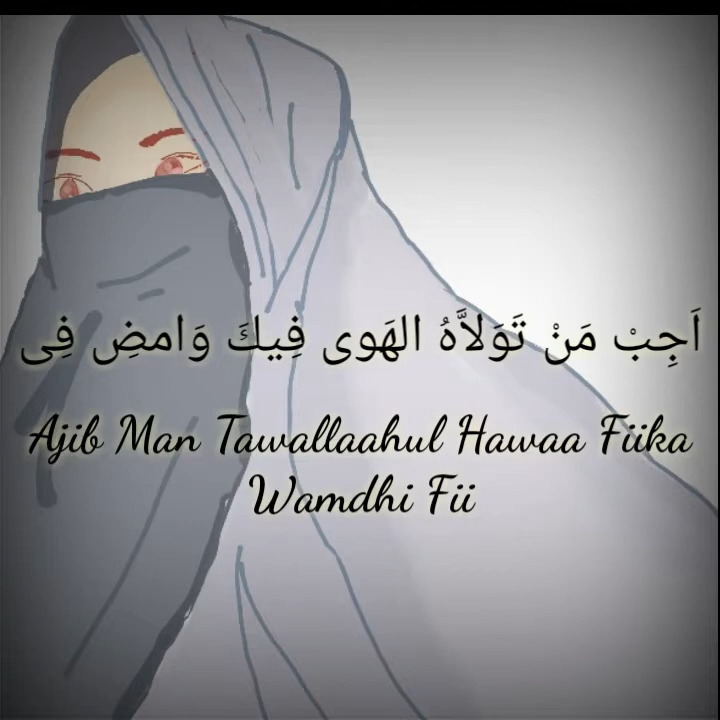 اَجِبْ مَنْ تَوَلاَّهُ الهَوى فِيكَ وَامضِ فِى
Ajib Man Tawallaahul Hawaa Fiika
Wamdhi Fii